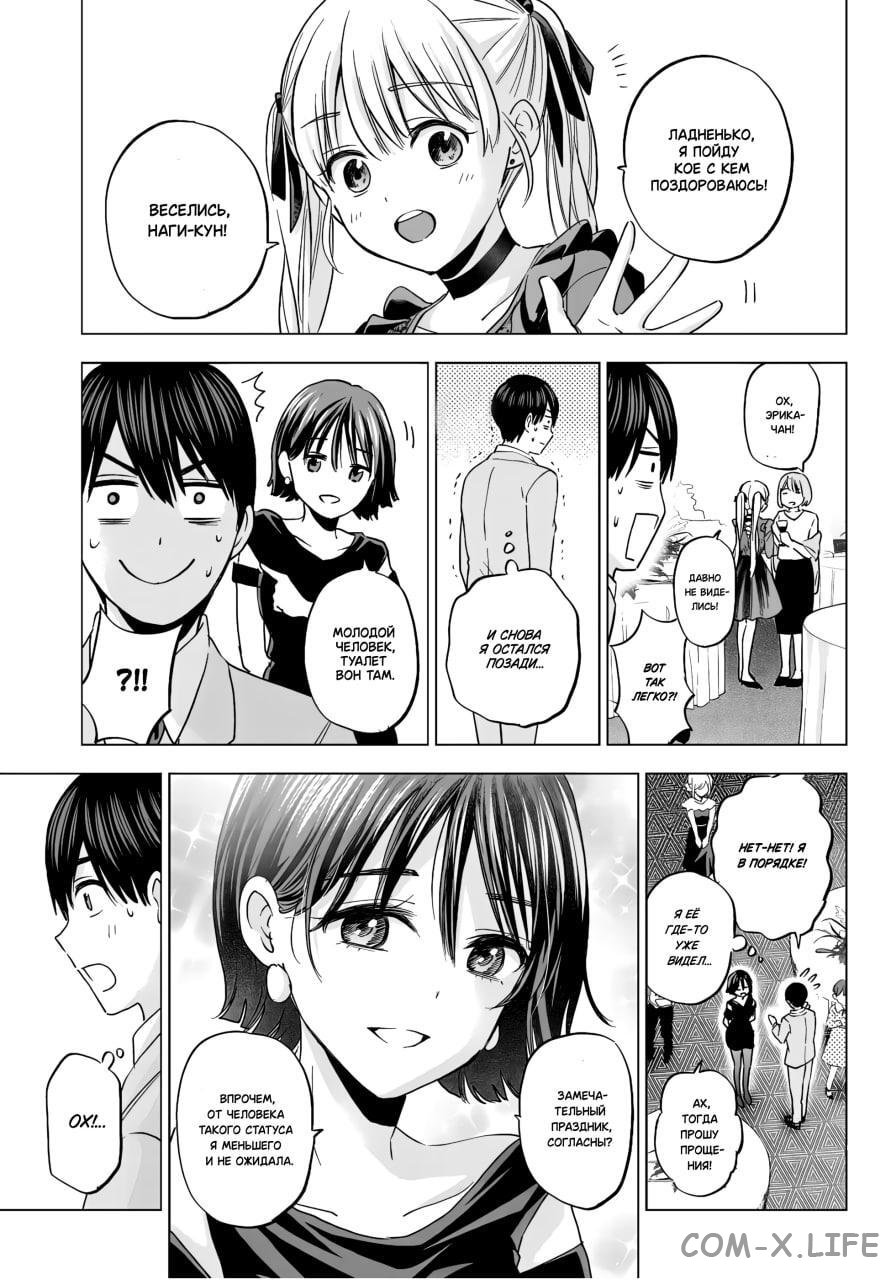 ЛАДНЕНЬКО,
Я ПОЙДУ
КОЕ С КЕМ
ПОЗДОРОВАЮСЬ!
ВЕСЕЛИСЬ,
НАГИ-КУН!
ОХ,
ЭРИКА-
ЧАН!
ДАВНО
НЕ ВИДЕ-
ЛИСЬ!
ВОТ
ТАК
ЛЕГКО?!
И СНОВА
Я ОСТАЛСЯ
ПОЗАДИ...
МОЛОДОЙ
ЧЕЛОВЕК,
ТУАЛЕТ
ВОН ТАМ.
?!!
НЕТ-НЕТ! Я
В ПОРЯДКЕ!
Я ЕЁ
ГДЕ-ТО
УЖЕ
ВИДЕЛ...
АХ,
ТОГДА
ПРОШУ
ПРОЩЕ-
НИЯ!
ЗАМЕЧА-
ТЕЛЬНЫЙ
ПРАЗДНИК,
СОГЛАСНЫ?
ВПРОЧЕМ,
ОТ ЧЕЛОВЕКА
ТАКОГО СТАТУСА
Я МЕНЬШЕГО
И НЕ ОЖИДАЛА.
ОХ!...
COM-X.LIFE